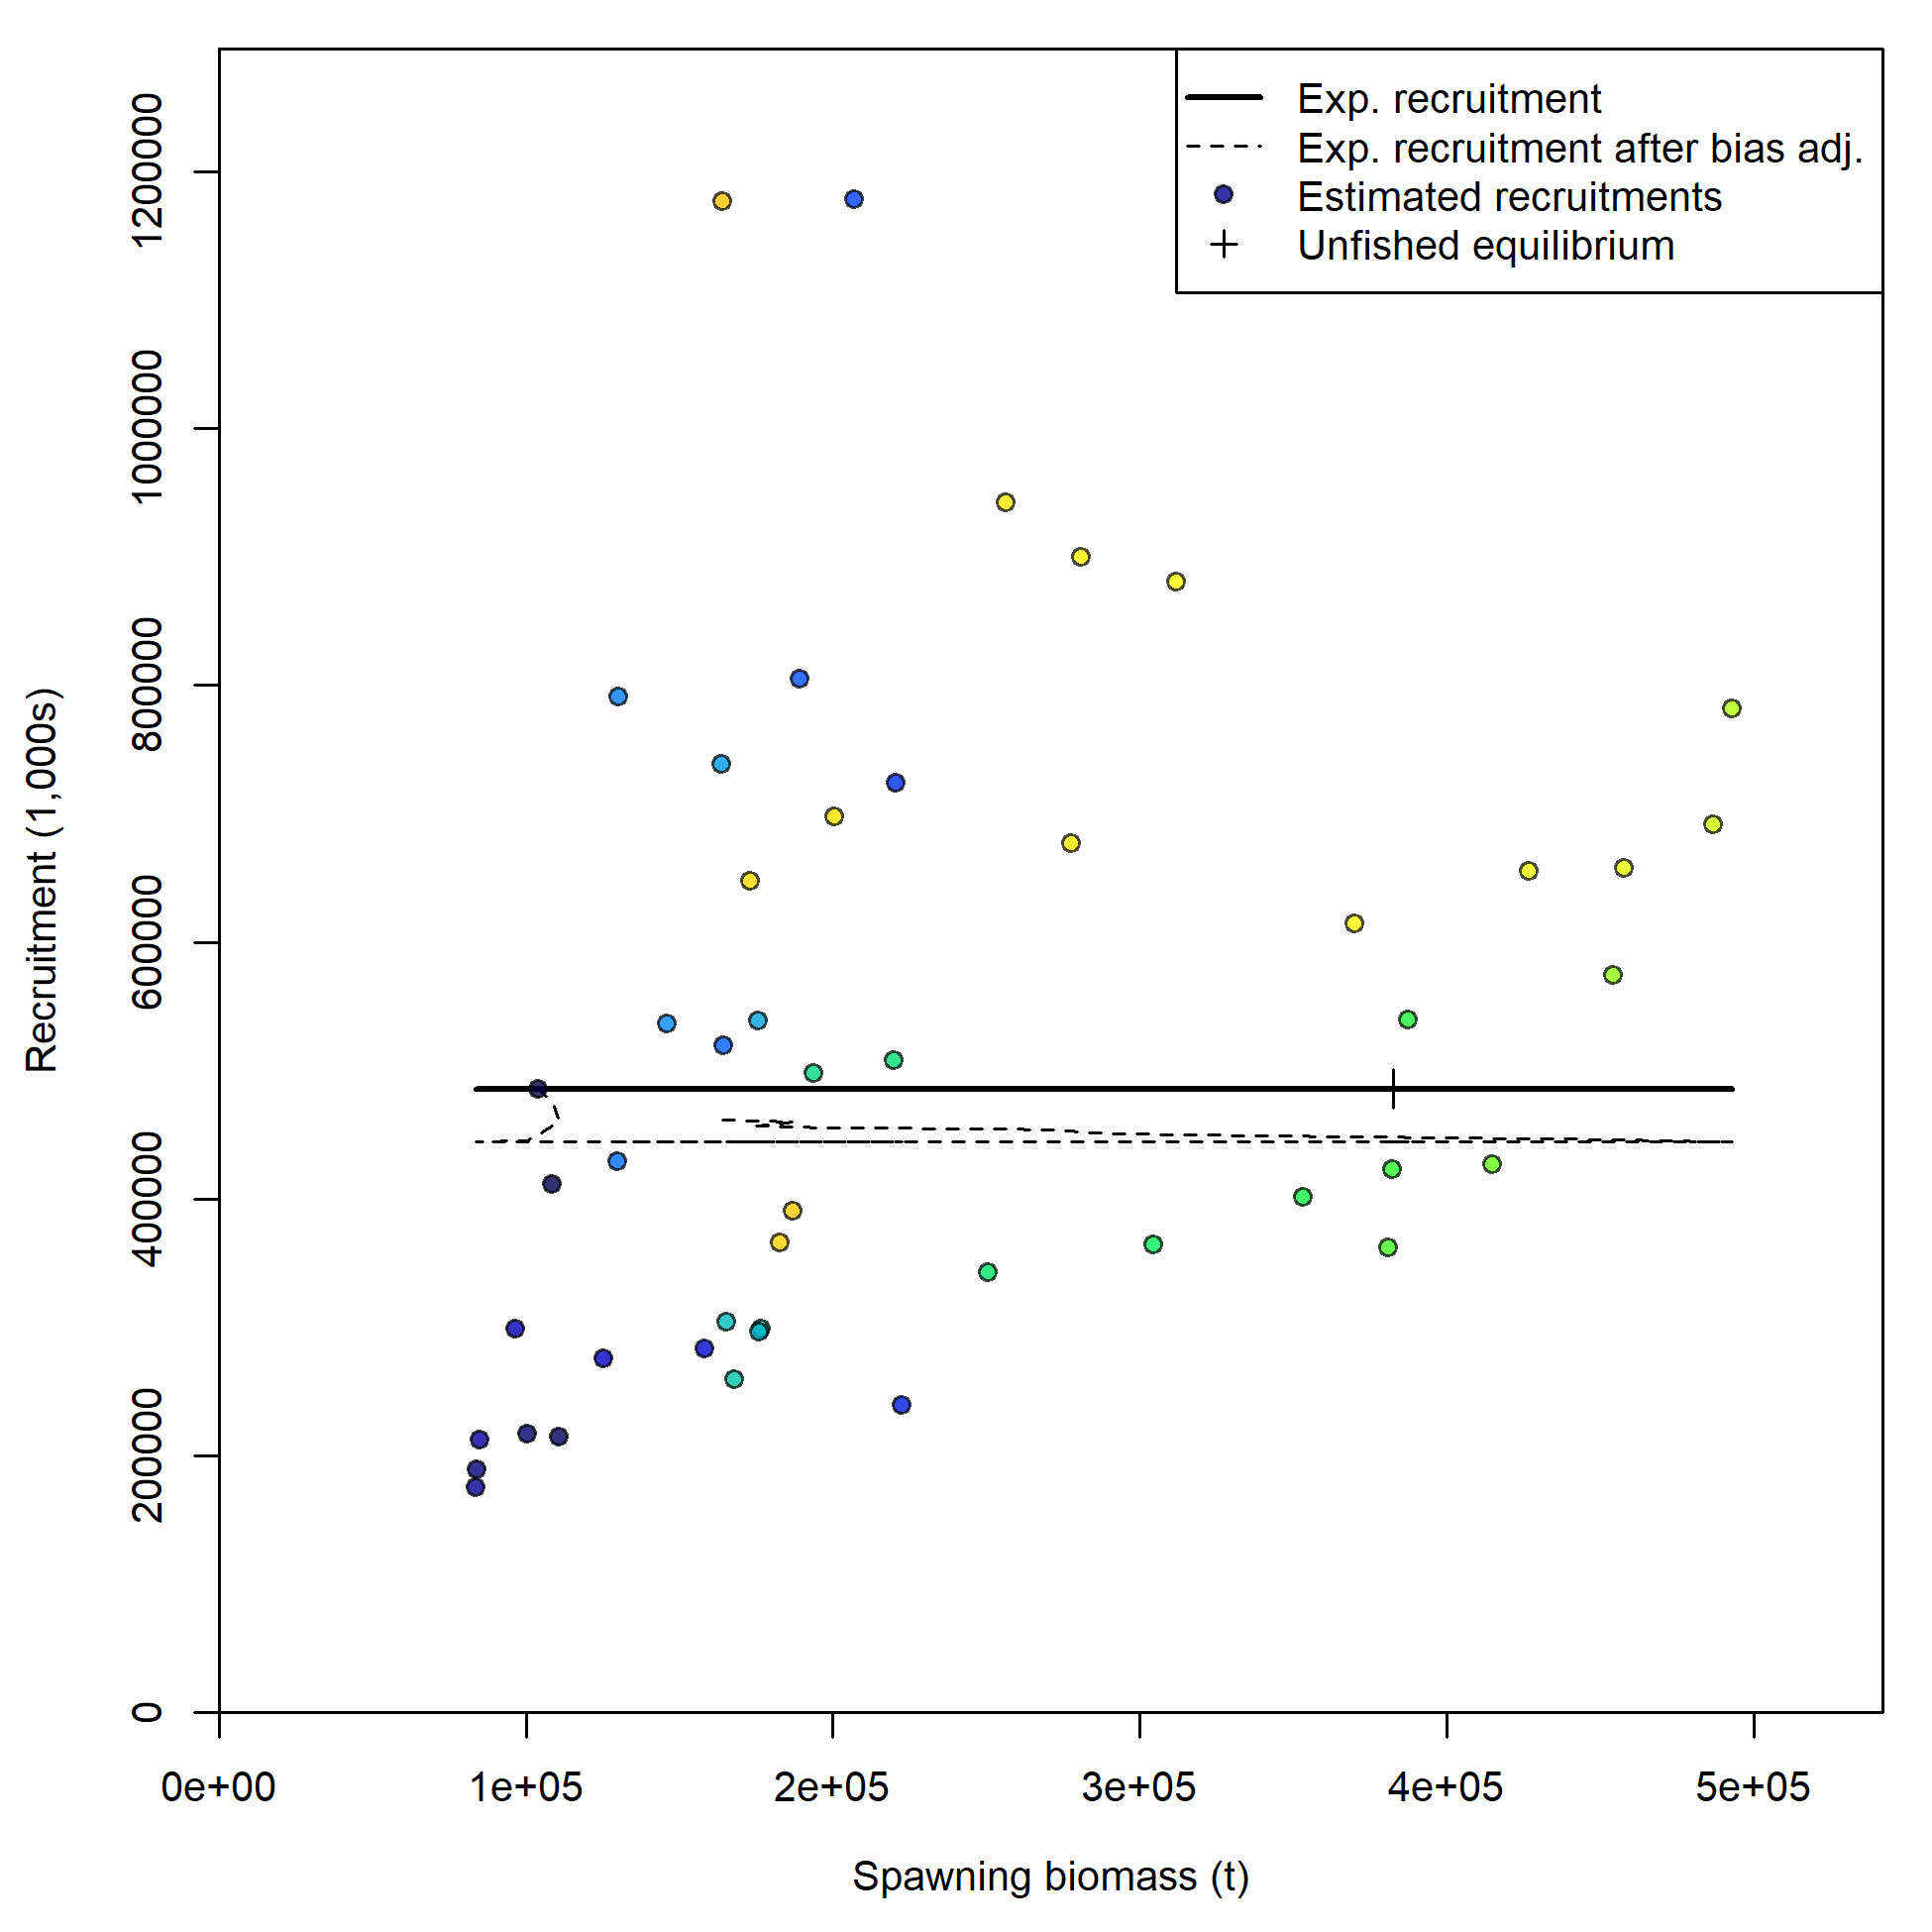 Exp. recruitment
Exp. recruitment after bias adj.
Estimated recruitments
Unfished equilibrium
1200000
1000000
800000
600000
400000
200000
0
Recruitment (1,000s)
0e+00 1e+05 2e+05 3e+05 4e+05 5e+05
Spawning biomass (t)